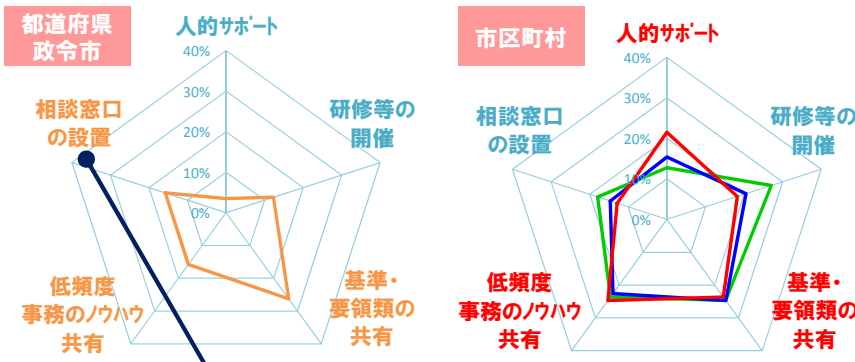 都道府県
政令市
人的サポート
40%
30%
20%
10%
0%
相談窓口
の設置
研修等の
開催
低頻度
事務のノウハウ
共有
基準・
要領類の
共有
市区町村
人的サポート
40%
30%
20%
10%
0%
相談窓口
の設置
研修等の
開催
低頻度
事務のノウハウ
共有
基準・
要領類の
共有